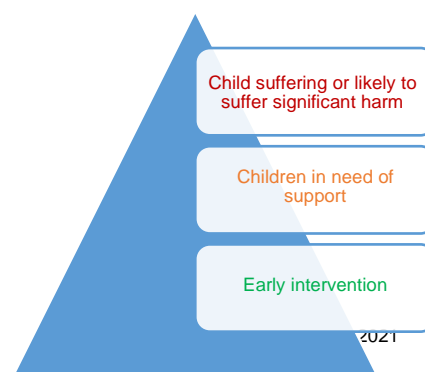 Child suffering or likely to
suffer significant harm
Children in need of
support
Early intervention
2021